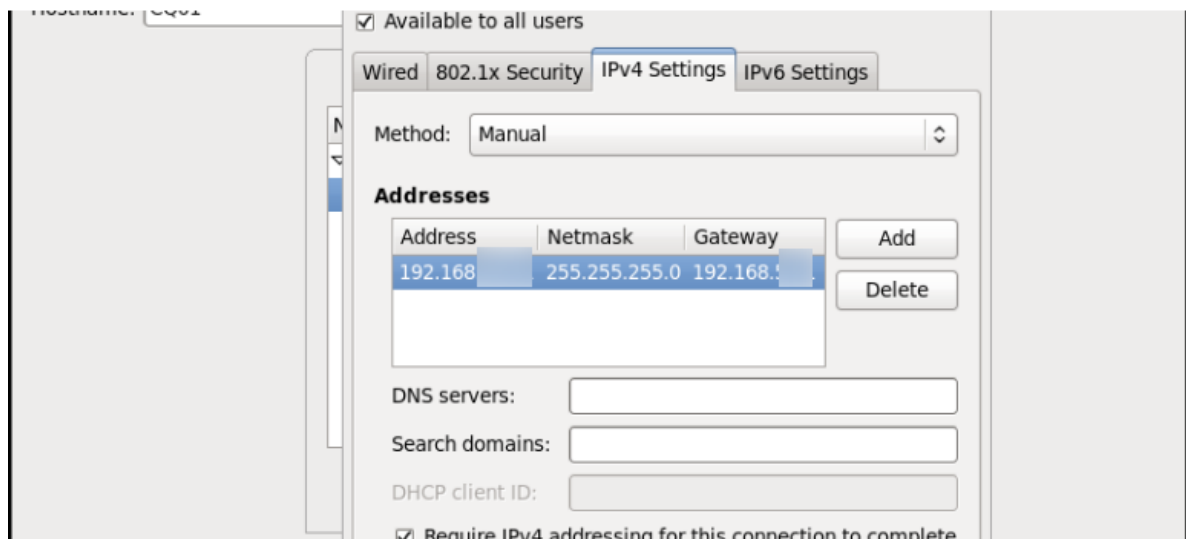 Hostname: CQ01
Available to all users
Wired 802.1x Security IPv4 Settings IPv6 Settings
Method: Manual
Addresses
Address Netmask Gateway
192.168 255.255.255.0 192.168.
Add
Delete
DNS servers:
Search domains:
DHCP client ID:
Require IPv4 addressing for this connection to complete